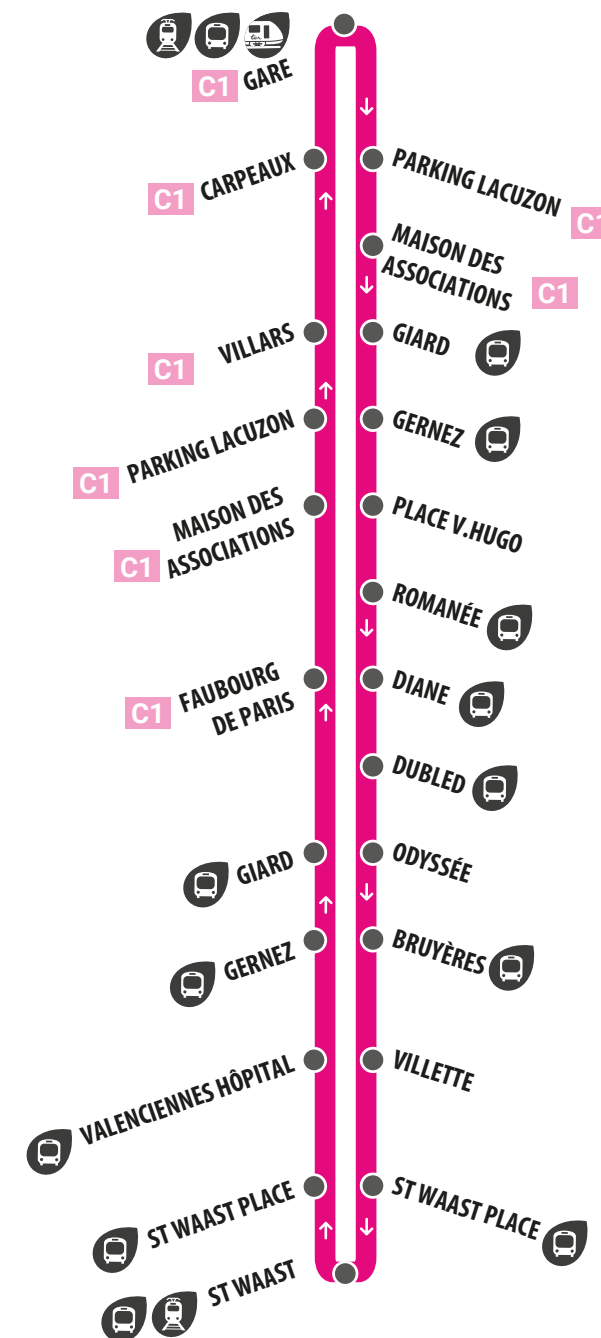 C1 GARE
C1 CARPEAUX
C1 VILLARS
C1 PARKING LACUZON
MAISON DES
C1 ASSOCIATIONS
C1 FAUBOURG
DE PARIS
GIARD
GERNEZ
VALENCIENNES HÔPITAL
ST WAAST PLACE
ST WAAST
PARKING LACUZON
C1
MAISON DES
ASSOCIATIONS C1
GIARD
GERNEZ
PLACE V.HUGO
ROMANÉE
DIANE
DUBLED
ODYSSÉE
BRUYÈRES
VILLETTE
ST WAAST PLACE